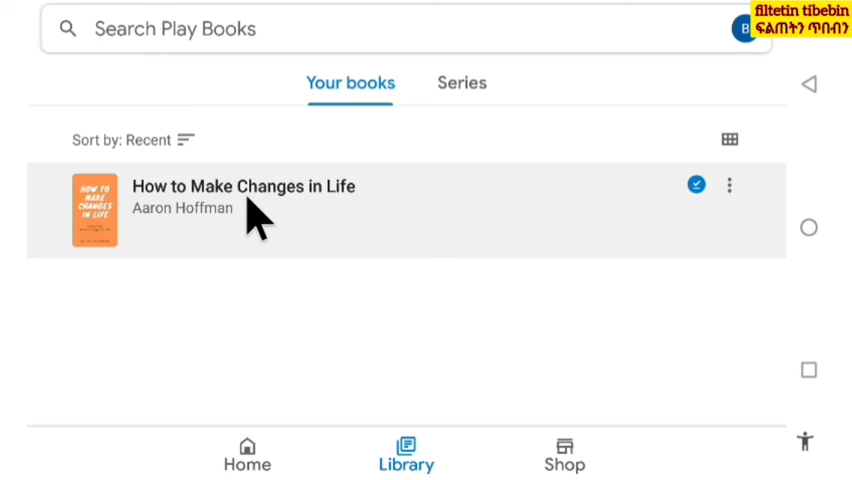 filtetin tibebin
ፍልጠትን ጥበብን
Search Play Books
B
Your books
Series
Sort by: Recent
HOW TO
MAKE
CHANGES
IN LIFE
How to Make Changes in Life
Aaron Hoffman
Home
Library
Shop